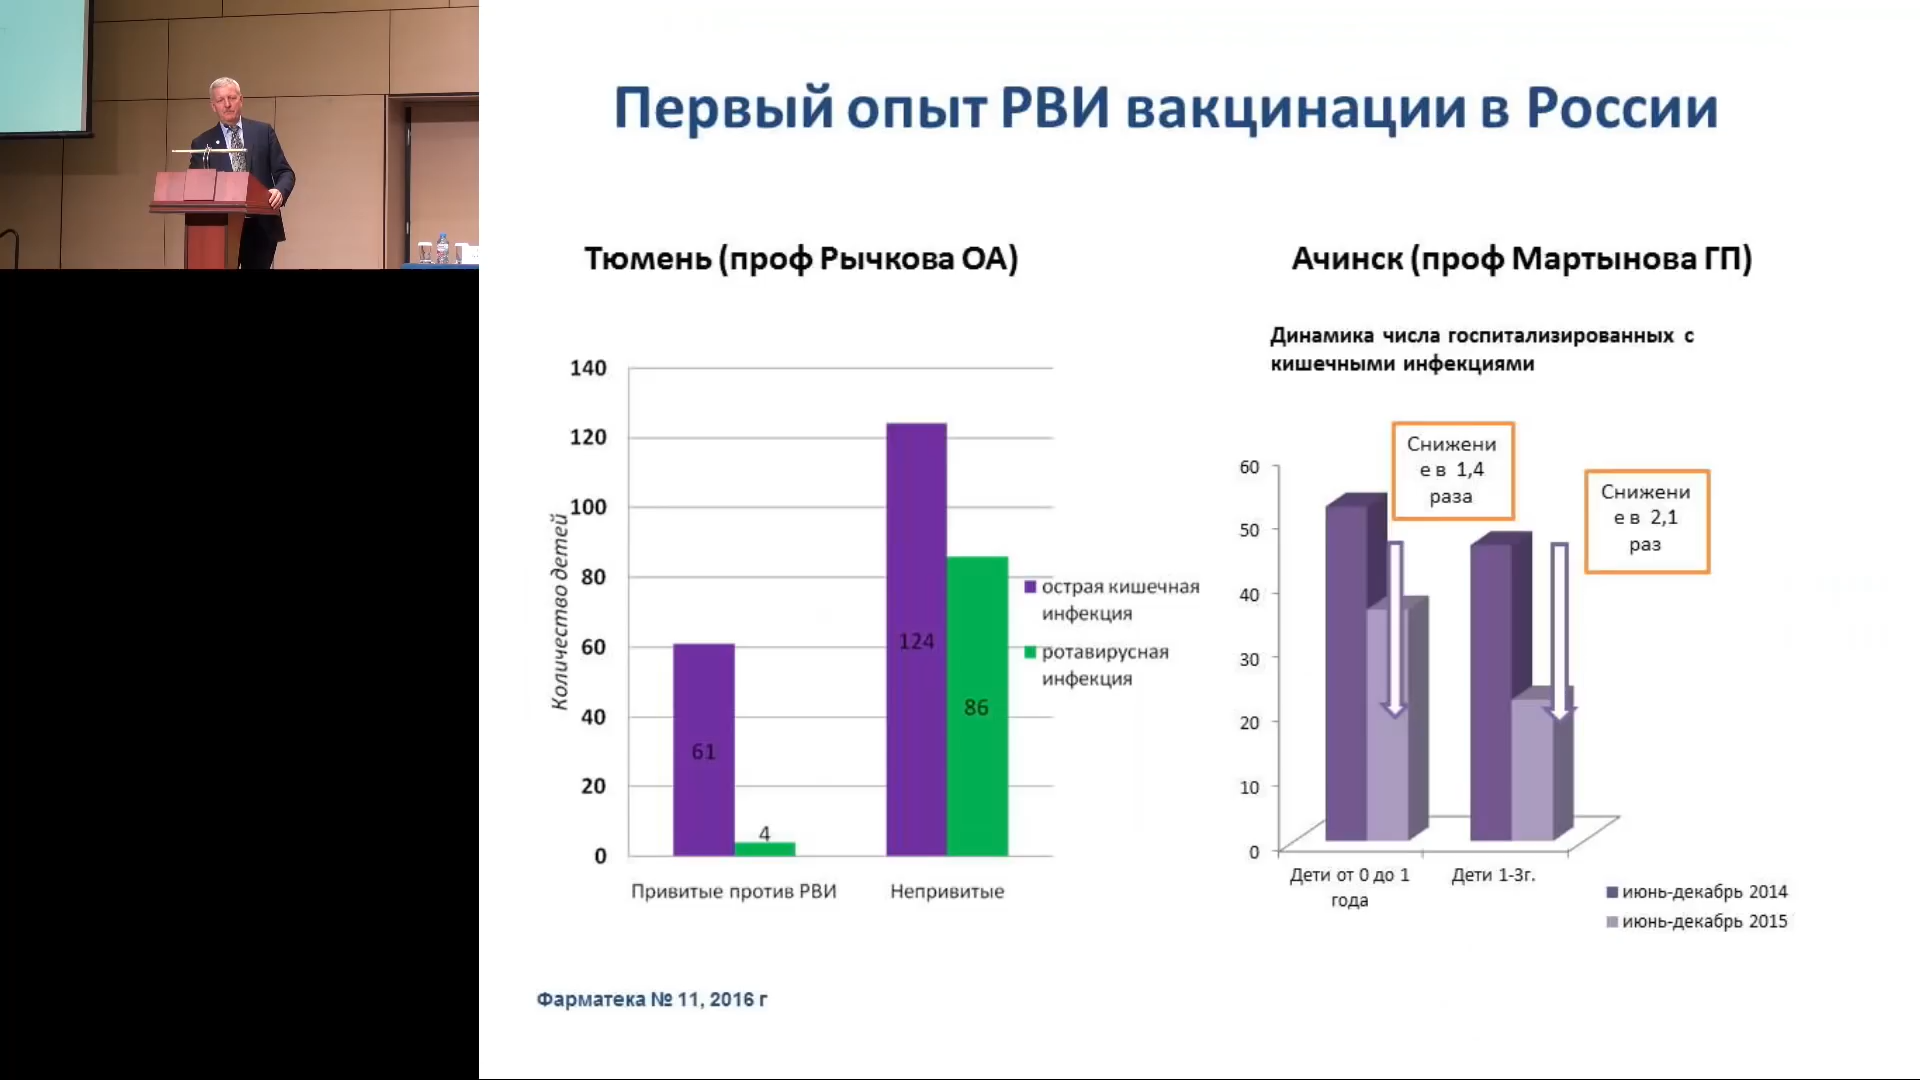 Первый опыт РВИ вакцинации в России
Тюмень (проф Рычкова ОА)
Количество детей
140
120
100
80
60
40
20
0
61
4
124
86
Привитые против РВИ
Непривитые
острая кишечная
инфекция
ротавирусная
инфекция
Ачинск (проф Мартынова ГП)
Динамика числа госпитализированных с
кишечными инфекциями
60
50
40
30
20
10
0
Снижени
е в 1,4
раза
Снижени
е в 2,1
раз
Дети от 0 до 1
года
Дети 1-3г.
июнь-декабрь 2014
июнь-декабрь 2015
Фарматека № 11, 2016 г